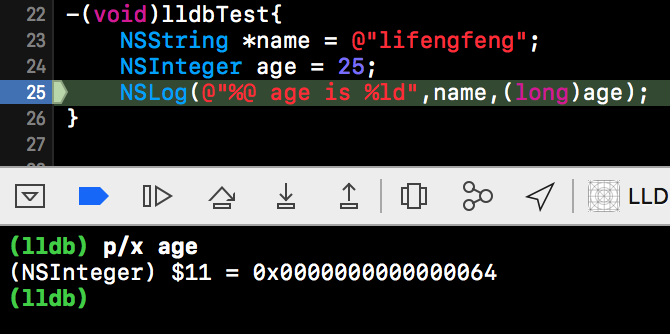 22 -(void)lldbTest{
23 NSString *name = @"lifengfeng";
24 NSInteger age = 25;
25 NSLog(@"%@ age is %ld",name,(long)age);
26 }
27
LLD
(lldb) p/x age
(NSInteger) $11 = 0x0000000000000064
(lldb)